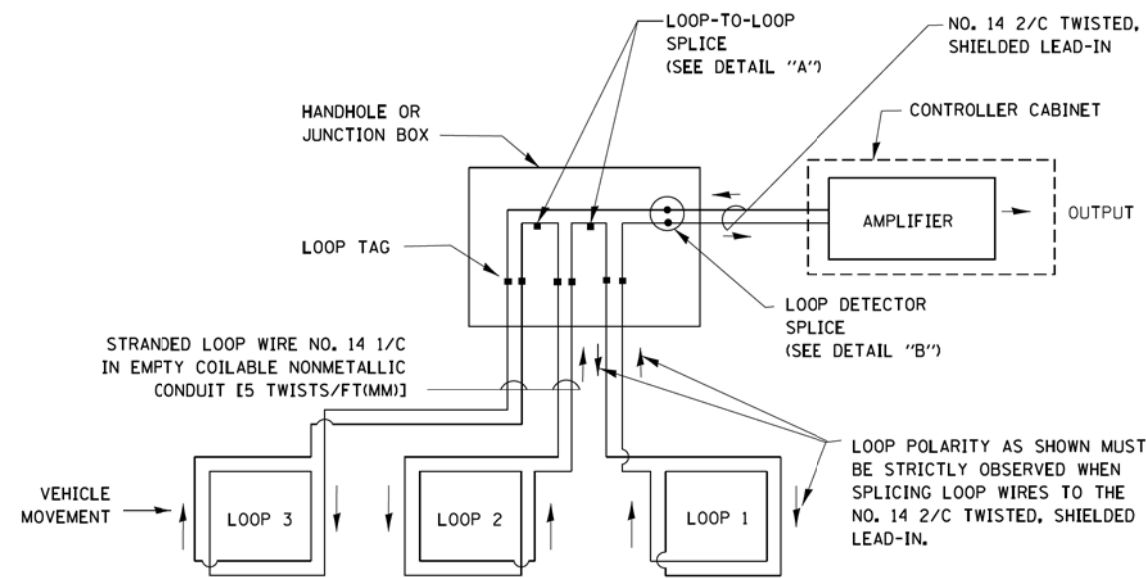 LOOP-TO-LOOP
SPLICE
(SEE DETAIL "A")
NO. 14 2/C TWISTED,
SHIELDED LEAD-IN
HANDHOLE OR
JUNCTION BOX
CONTROLLER CABINET
AMPLIFIER
OUTPUT
LOOP TAG
LOOP DETECTOR
SPLICE
(SEE DETAIL "B")
STRANDED LOOP WIRE NO. 14 1/C
IN EMPTY COILABLE NONMETALLIC
CONDUIT [5 TWISTS/FT(MM)]
LOOP POLARITY AS SHOWN MUST
BE STRICTLY OBSERVED WHEN
SPLICING LOOP WIRES TO THE
NO. 14 2/C TWISTED, SHIELDED
LEAD-IN.
VEHICLE
MOVEMENT
LOOP 3
LOOP 2
LOOP 1